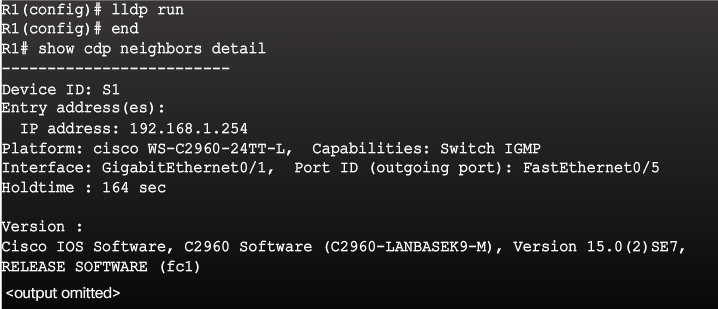 R1(config)# lldp run
R1(config)# end
R1# show cdp neighbors detail
-------------------------
Device ID: S1
Entry address(es):
  IP address: 192.168.1.254
Platform: cisco WS-C2960-24TT-L,  Capabilities: Switch IGMP
Interface: GigabitEthernet0/1,  Port ID (outgoing port): FastEthernet0/5
Holdtime : 164 sec

Version :
Cisco IOS Software, C2960 Software (C2960-LANBASEK9-M), Version 15.0(2)SE7,
RELEASE SOFTWARE (fc1)
<output omitted>